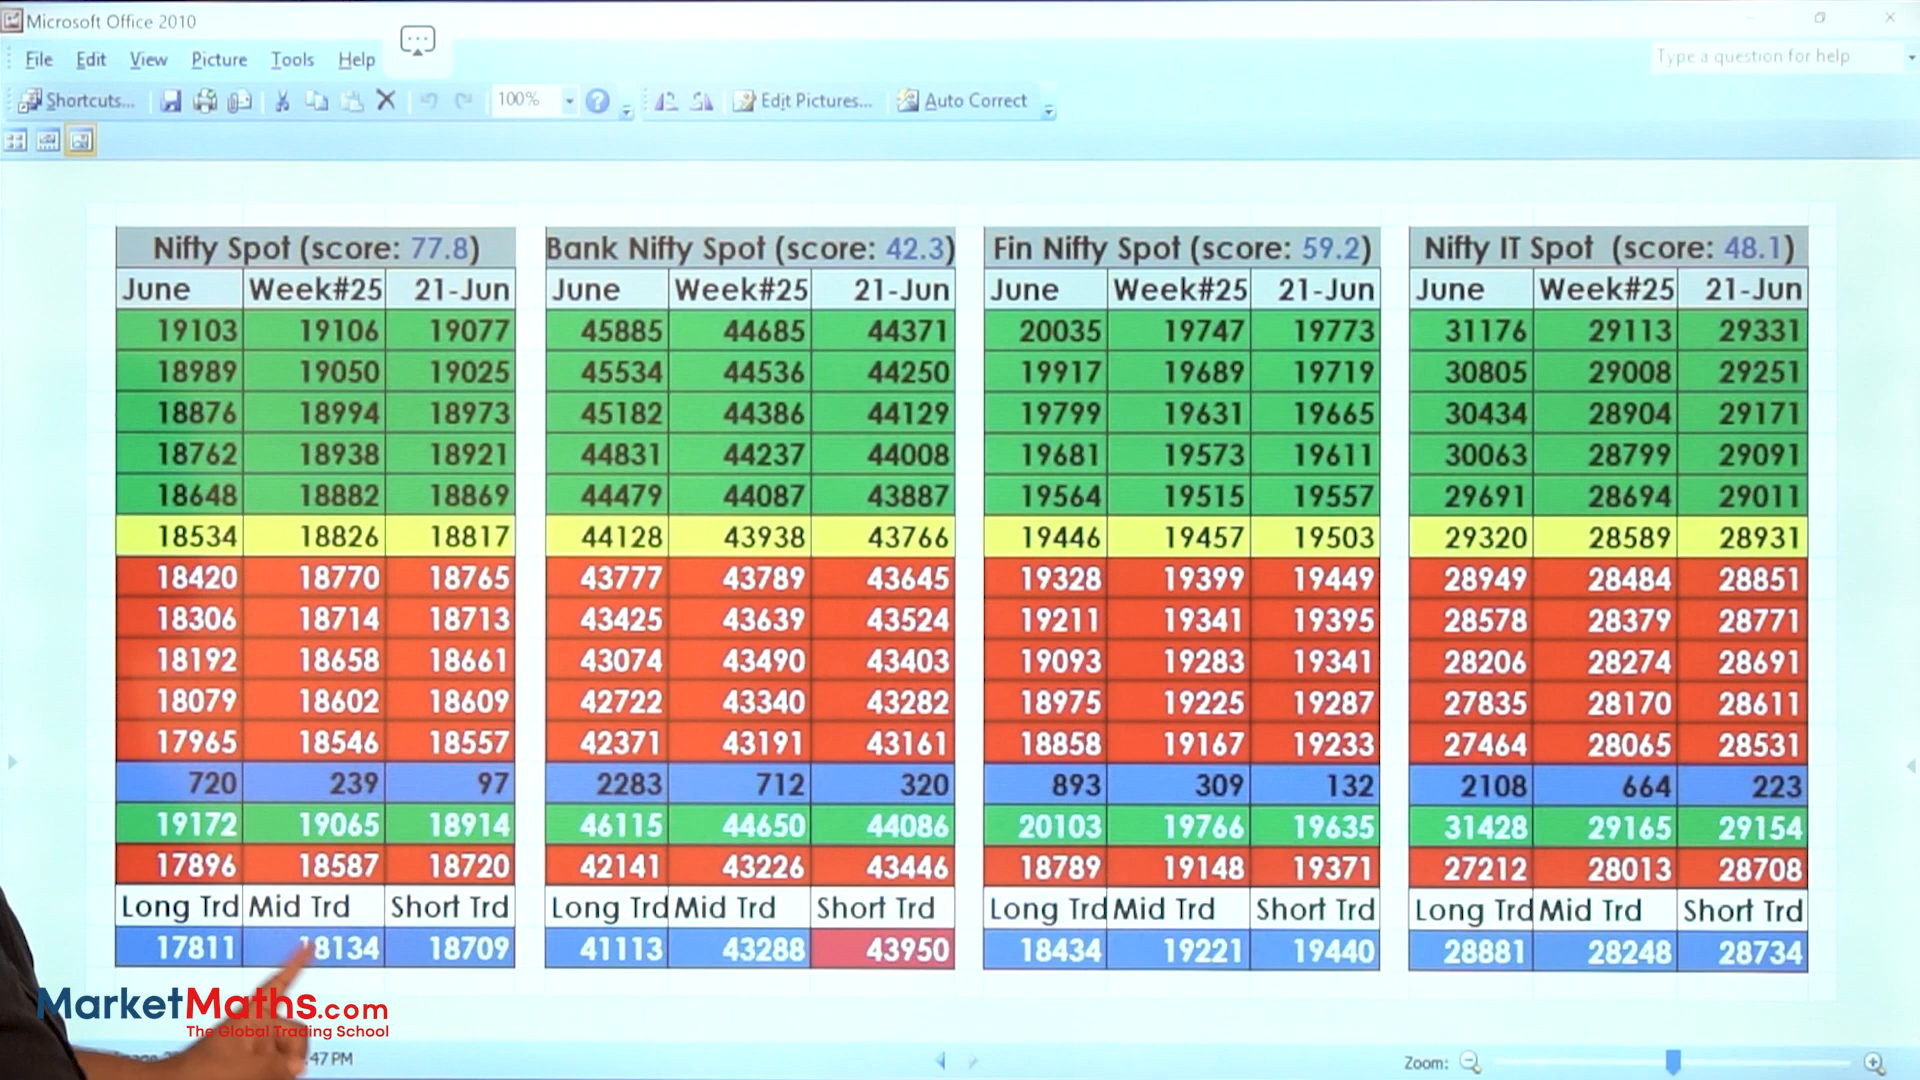 Microsoft Office 2010
File Edit View Picture Tools Help
Type a question for help
Shortcuts... 100% Edit Pictures... Auto Correct
Nifty Spot (score: 77.8) Bank Nifty Spot (score: 42.3) Fin Nifty Spot (score: 59.2) Nifty IT Spot (score: 48.1)
June Week#25 21-Jun June Week#25 21-Jun June Week#25 21-Jun June Week#25 21-Jun
19103 19106 19077 45885 44685 44371 20035 19747 19773 31176 29113 29331
18989 19050 19025 45534 44536 44250 19917 19689 19719 30805 29008 29251
18876 18994 18973 45182 44386 44129 19799 19631 19665 30434 28904 29171
18762 18938 18921 44831 44237 44008 19681 19573 19611 30063 28799 29091
18648 18882 18869 44479 44087 43887 19564 19515 19557 29691 28694 29011
18534 18826 18817 44128 43938 43766 19446 19457 19503 29320 28589 28931
18420 18770 18765 43777 43789 43645 19328 19399 19449 28949 28484 28851
18306 18714 18713 43425 43639 43524 19211 19341 19395 28578 28379 28771
18192 18658 18661 43074 43490 43403 19093 19283 19341 28206 28274 28691
18079 18602 18609 42722 43340 43282 18975 19225 19287 27835 28170 28611
17965 18546 18557 42371 43191 43161 18858 19167 19233 27464 28065 28531
720 239 97 2283 712 320 893 309 132 2108 664 223
19172 19065 18914 46115 44650 44086 20103 19766 19635 31428 29165 29154
17896 18587 18720 42141 43226 43446 18789 19148 19371 27212 28013 28708
Long Trd Mid Trd Short Trd Long Trd Mid Trd Short Trd Long Trd Mid Trd Short Trd Long Trd Mid Trd Short Trd
17811 18134 18709 41113 43288 43950 18434 19221 19440 28881 28248 28734
MarketMaths.com
The Global Trading School
47 PM Zoom: